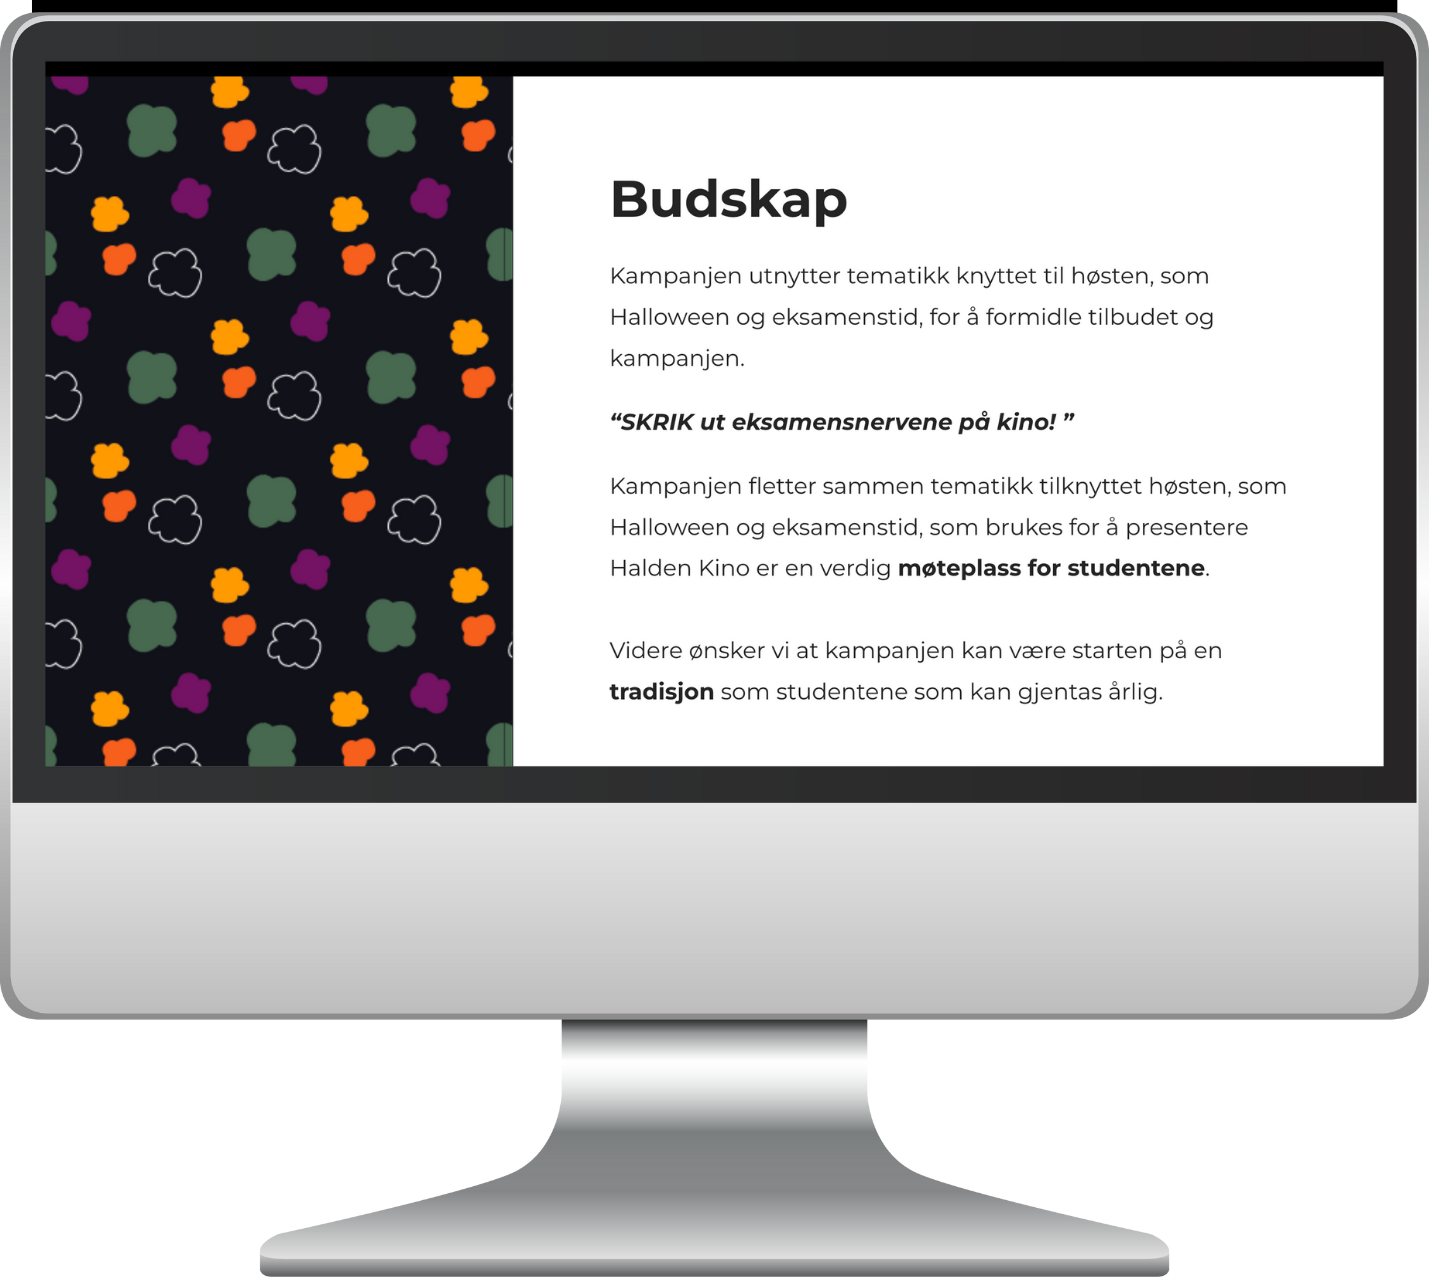 Budskap
Kampanjen utnytter tematikk knyttet til høsten, som
Halloween og eksamenstid, for å formidle tilbudet og
kampanjen.
“SKRIK ut eksamensnervene på kino! ”
Kampanjen fletter sammen tematikk tilknyttet høsten, som
Halloween og eksamenstid, som brukes for å presentere
Halden Kino er en verdig møteplass for studentene.
Videre ønsker vi at kampanjen kan være starten på en
tradisjon som studentene som kan gjentas årlig.